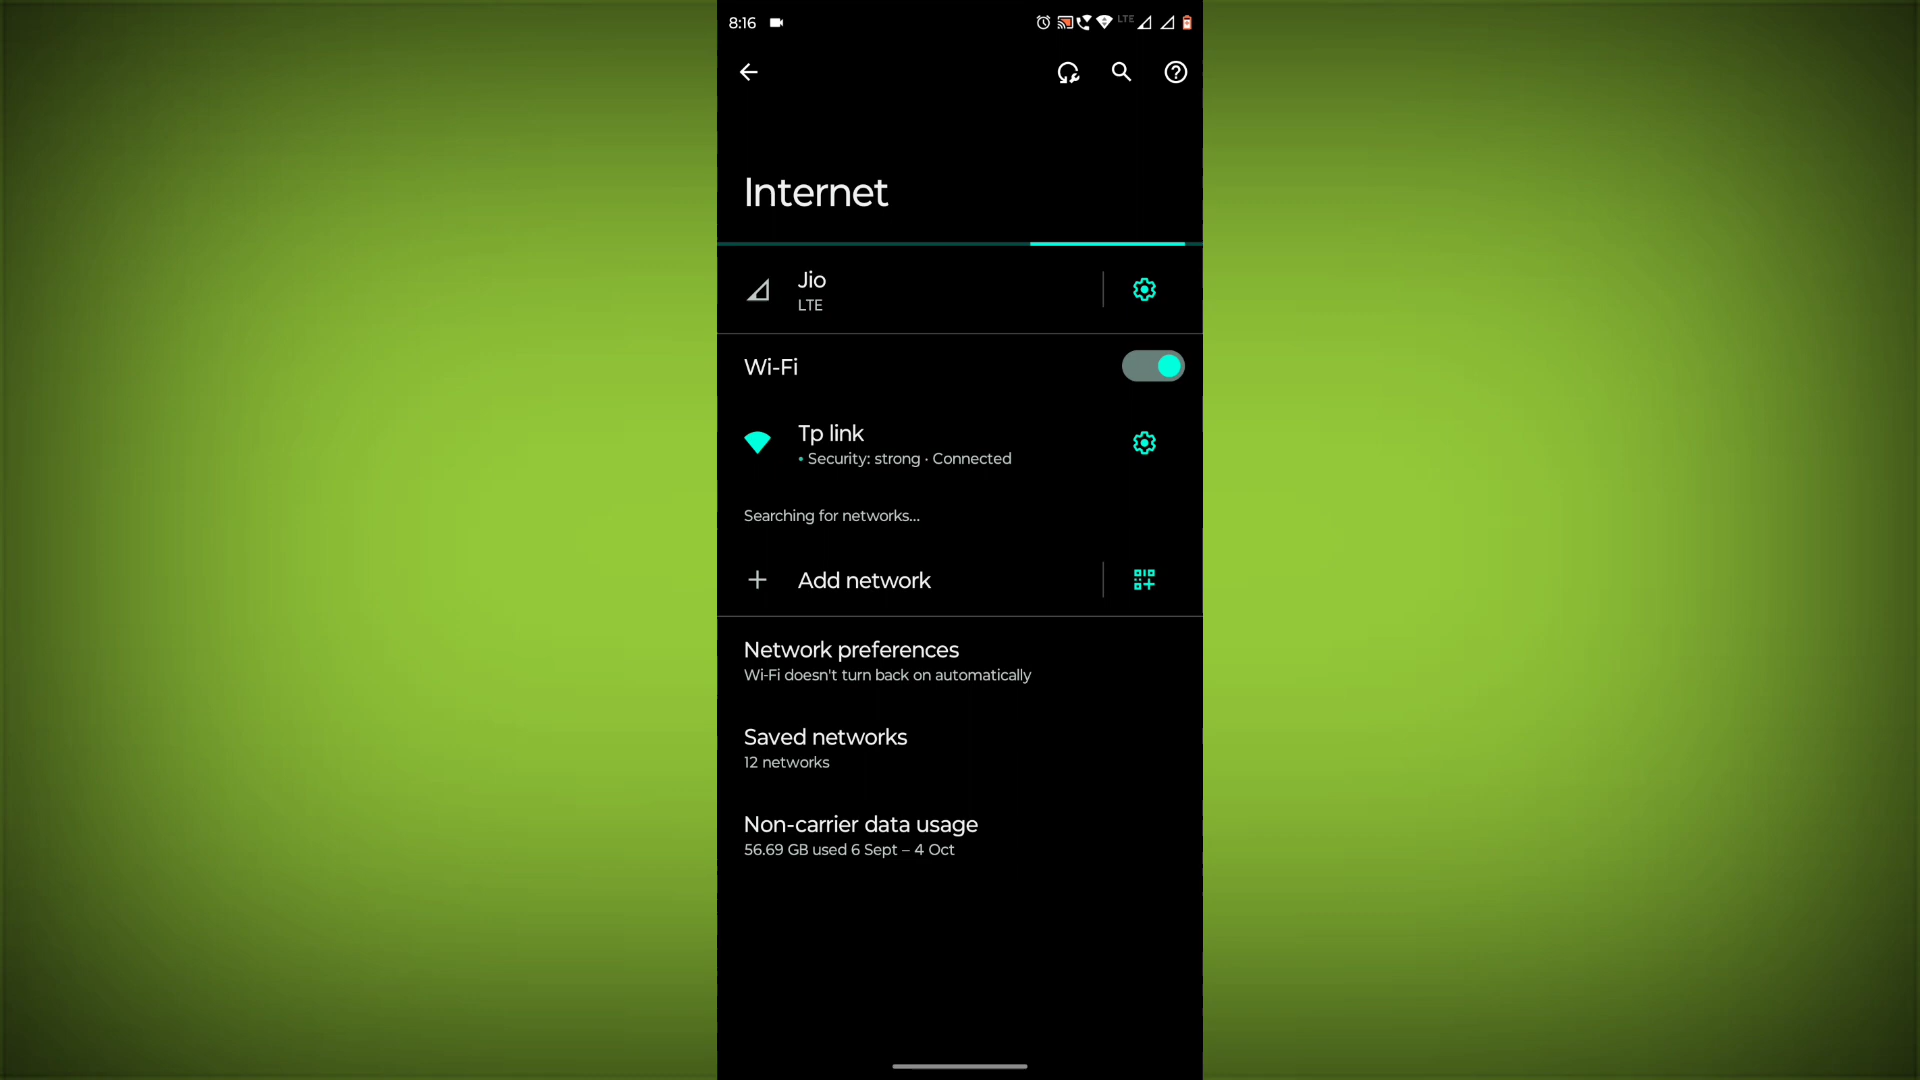 8:16
LTE
Internet
Jio
LTE
Wi-Fi
Tp link
• Security: strong · Connected
Searching for networks...
Add network
Network preferences
Wi-Fi doesn't turn back on automatically
Saved networks
12 networks
Non-carrier data usage
56.69 GB used 6 Sept – 4 Oct